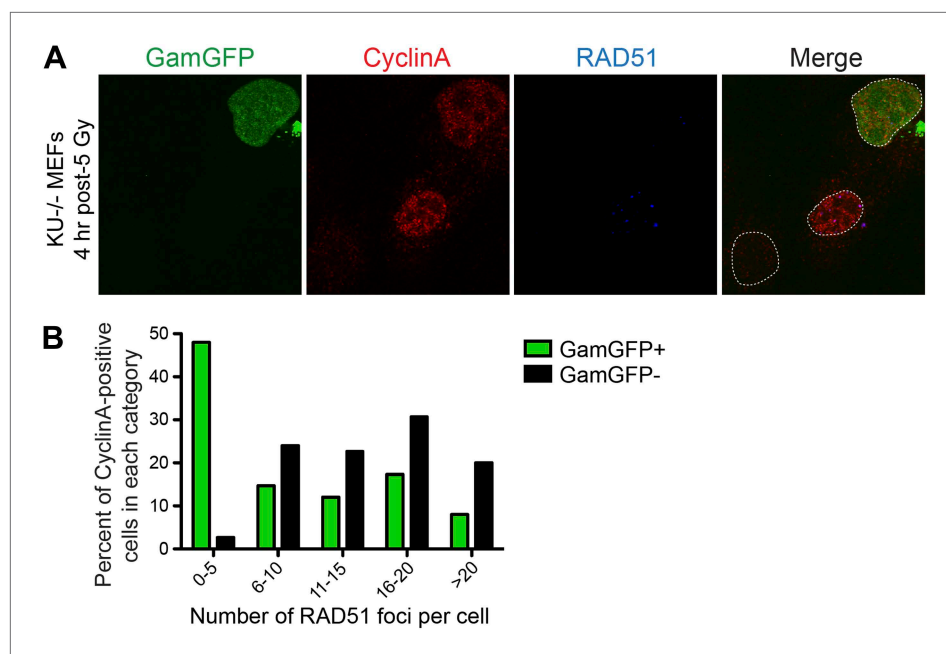 A
GamGFP
CyclinA
RAD51
Merge
KU-/- MEFs
4 hr post-5 Gy
B
Percent of CyclinA-positive
cells in each category
50
40
30
20
10
0
0-5
6-10
11-15
16-20
>20
Number of RAD51 foci per cell
GamGFP+
GamGFP-